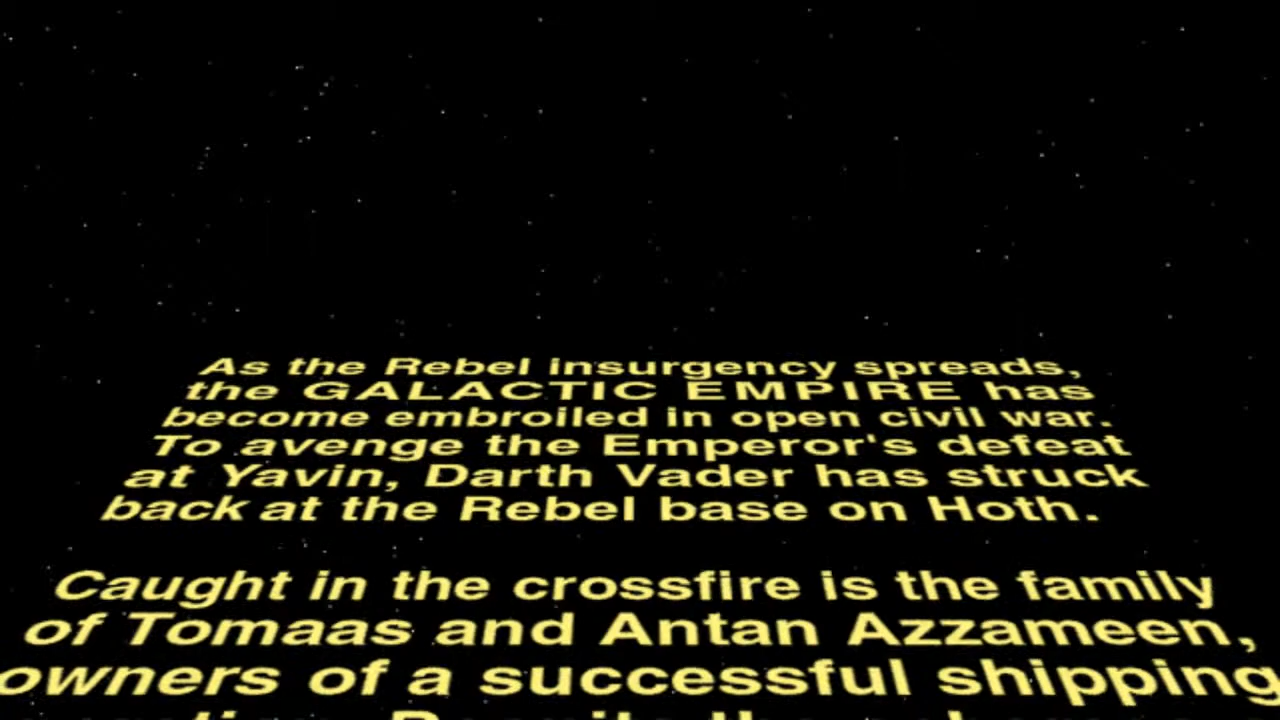 As the Rebel insurgency spreads,
the GALACTIC EMPIRE has
become embroiled in open civil war.
To avenge the Emperor's defeat
at Yavin, Darth Vader has struck
back at the Rebel base on Hoth.
Caught in the crossfire is the family
of Tomaas and Antan Azzameen,
owners of a successful shipping